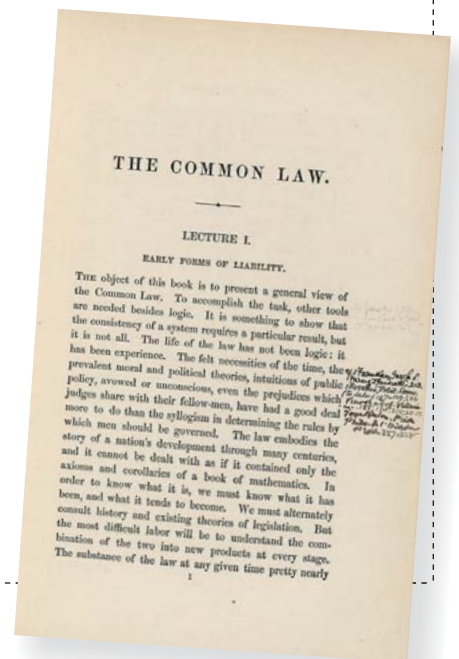 THE COMMON LAW.
LECTURE I.
EARLY FORMS OF LIABILITY.
THE object of this book is to present a general view of
the Common Law. To accomplish the task, other tools
are needed besides logic. It is something to show that
the consistency of a system requires a particular result, but
it is not all. The life of the law has not been logic: it
has been experience. The felt necessities of the time, the
prevalent moral and political theories, intuitions of public
policy, avowed or unconscious, even the prejudices which
judges share with their fellow-men, have had a good deal
more to do than the syllogism in determining the rules by
which men should be governed. The law embodies the
story of a nation's development through many centuries,
and it cannot be dealt with as if it contained only the
axioms and corollaries of a book of mathematics. In
order to know what it is, we must know what it has
been, and what it tends to become. We must alternately
consult history and existing theories of legislation. But
the most difficult labor will be to understand the com-
bination of the two into new products at every stage.
The substance of the law at any given time pretty nearly
1